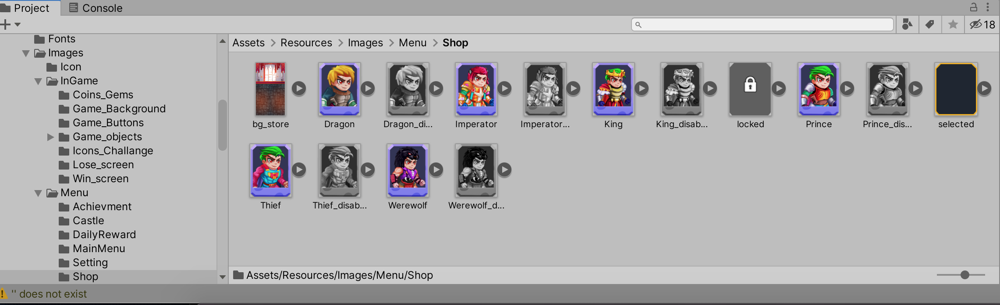 Project
Console
18
Fonts
Images
Icon
InGame
Coins_Gems
Game_Background
Game_Buttons
Game_objects
Icons_Challange
Lose_screen
Win_screen
Menu
Achievment
Castle
DailyReward
MainMenu
Setting
Shop
Assets > Resources > Images > Menu > Shop
bg_store
Dragon
Dragon_di...
Imperator
Imperator...
King
King_disab...
locked
Prince
Prince_dis...
selected
Thief
Thief_disab...
Werewolf
Werewolf_d...
Assets/Resources/Images/Menu/Shop
'' does not exist